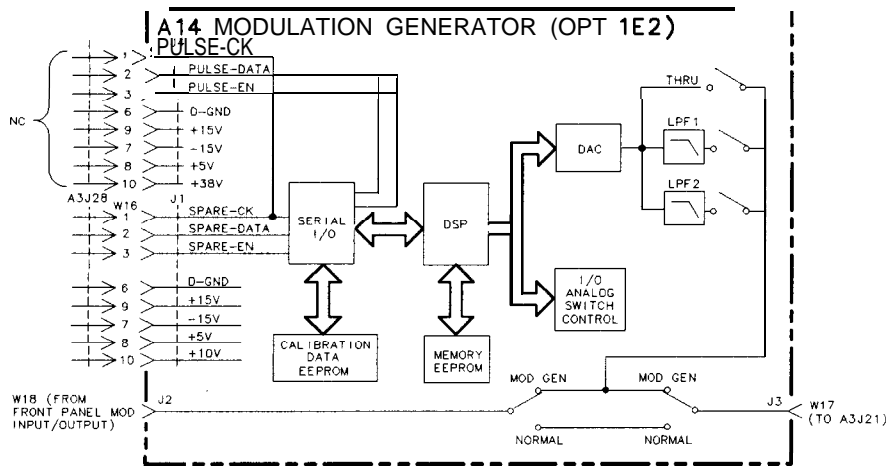 A14 MODULATION GENERATOR (OPT 1E2)
J4
PULSE-CK
1
2 PULSE-DATA
3 PULSE-EN
6 D-GND
9 +15V
7 -15V
8 +5V
10 +38V
NC
A3J28 W16 J1
1 SPARE-CK
2 SPARE-DATA
3 SPARE-EN
6 D-GND
9 +15V
7 -15V
8 +5V
10 +10V
SERIAL
I/O
DSP
DAC
THRU
LPF1
LPF2
I/O
ANALOG
SWITCH
CONTROL
CALIBRATION
DATA
EEPROM
MEMORY
EEPROM
MOD GEN
MOD GEN
W18 (FROM
FRONT PANEL MOD
INPUT/OUTPUT)
J2
J3
W17
(TO A3J21)
NORMAL
NORMAL